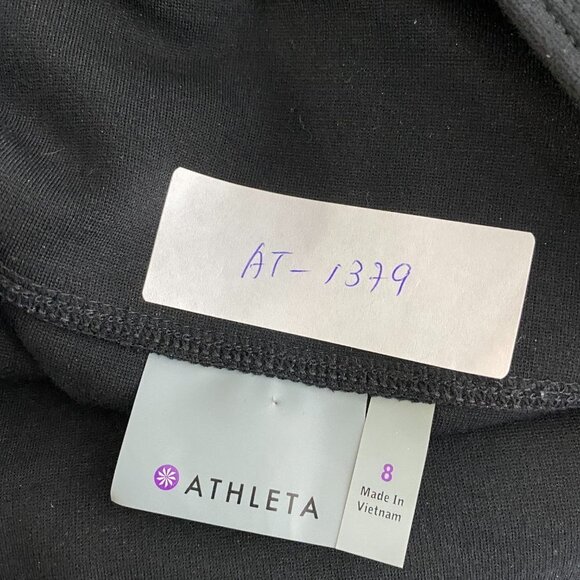 AT-1379
ATHLETA
8
Made In
Vietnam